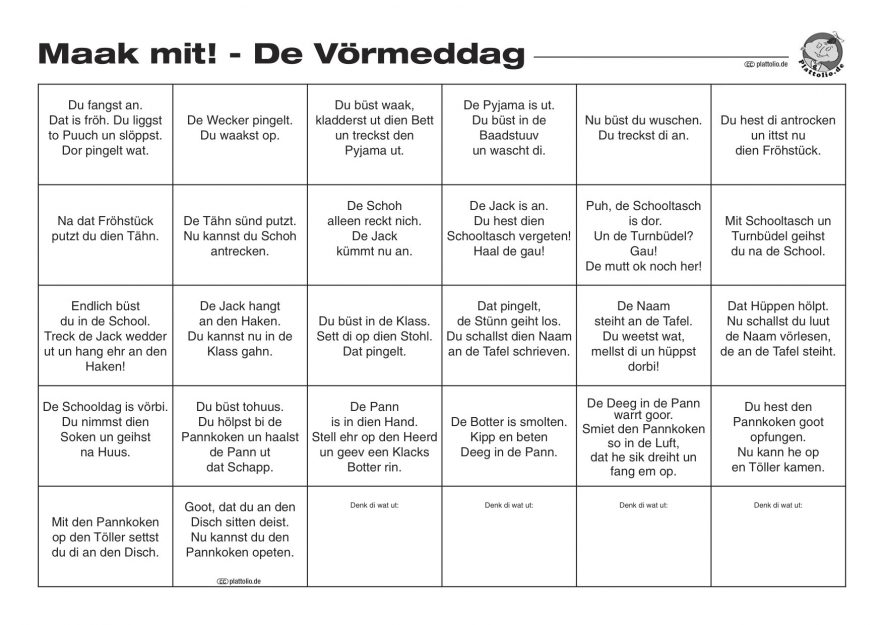 Maak mit! - De Vörmeddag
plattolio.de
Plattolio.de
Du fangst an.
Dat is fröh. Du liggst
to Puuch un slöppst.
Dor pingelt wat.
De Wecker pingelt.
Du waakst op.
Du büst waak,
kladderst ut dien Bett
un treckst den
Pyjama ut.
De Pyjama is ut.
Du büst in de
Baadstuuv
un wascht di.
Nu büst du wuschen.
Du treckst di an.
Du hest di antrocken
un ittst nu
dien Fröhstück.
Na dat Fröhstück
putzt du dien Tähn.
De Tähn sünd putzt.
Nu kannst du Schoh
antrecken.
De Schoh
alleen reckt nich.
De Jack
kümmt nu an.
De Jack is an.
Du hest dien
Schooltasch vergeten!
Haal de gau!
Puh, de Schooltasch
is dor.
Un de Turnbüdel?
Gau!
De mutt ok noch her!
Mit Schooltasch un
Turnbüdel geihst
du na de School.
Endlich büst
du in de School.
Treck de Jack wedder
ut un hang ehr an den
Haken!
De Jack hangt
an den Haken.
Du kannst nu in de
Klass gahn.
Du büst in de Klass.
Sett di op dien Stohl.
Dat pingelt.
Dat pingelt,
de Stünn geiht los.
Du schallst dien Naam
an de Tafel schrieven.
De Naam
steiht an de Tafel.
Du weetst wat,
mellst di un hüppst
dorbi!
Dat Hüppen hölpt.
Nu schallst du luut
de Naam vörlesen,
de an de Tafel steiht.
De Schooldag is vörbi.
Du nimmst dien
Soken un geihst
na Huus.
Du büst tohuus.
Du hölpst bi de
Pannkoken un haalst
de Pann ut
dat Schapp.
De Pann
is in dien Hand.
Stell ehr op den Heerd
un geev een Klacks
Botter rin.
De Botter is smolten.
Kipp en beten
Deeg in de Pann.
De Deeg in de Pann
warrt goor.
Smiet den Pannkoken
so in de Luft,
dat he sik dreiht un
fang em op.
Du hest den
Pannkoken goot
opfungen.
Nu kann he op
en Töller kamen.
Mit den Pannkoken
op den Töller settst
du di an den Disch.
Goot, dat du an den
Disch sitten deist.
Nu kannst du den
Pannkoken opeten.
plattolio.de
Denk di wat ut:
Denk di wat ut:
Denk di wat ut:
Denk di wat ut: